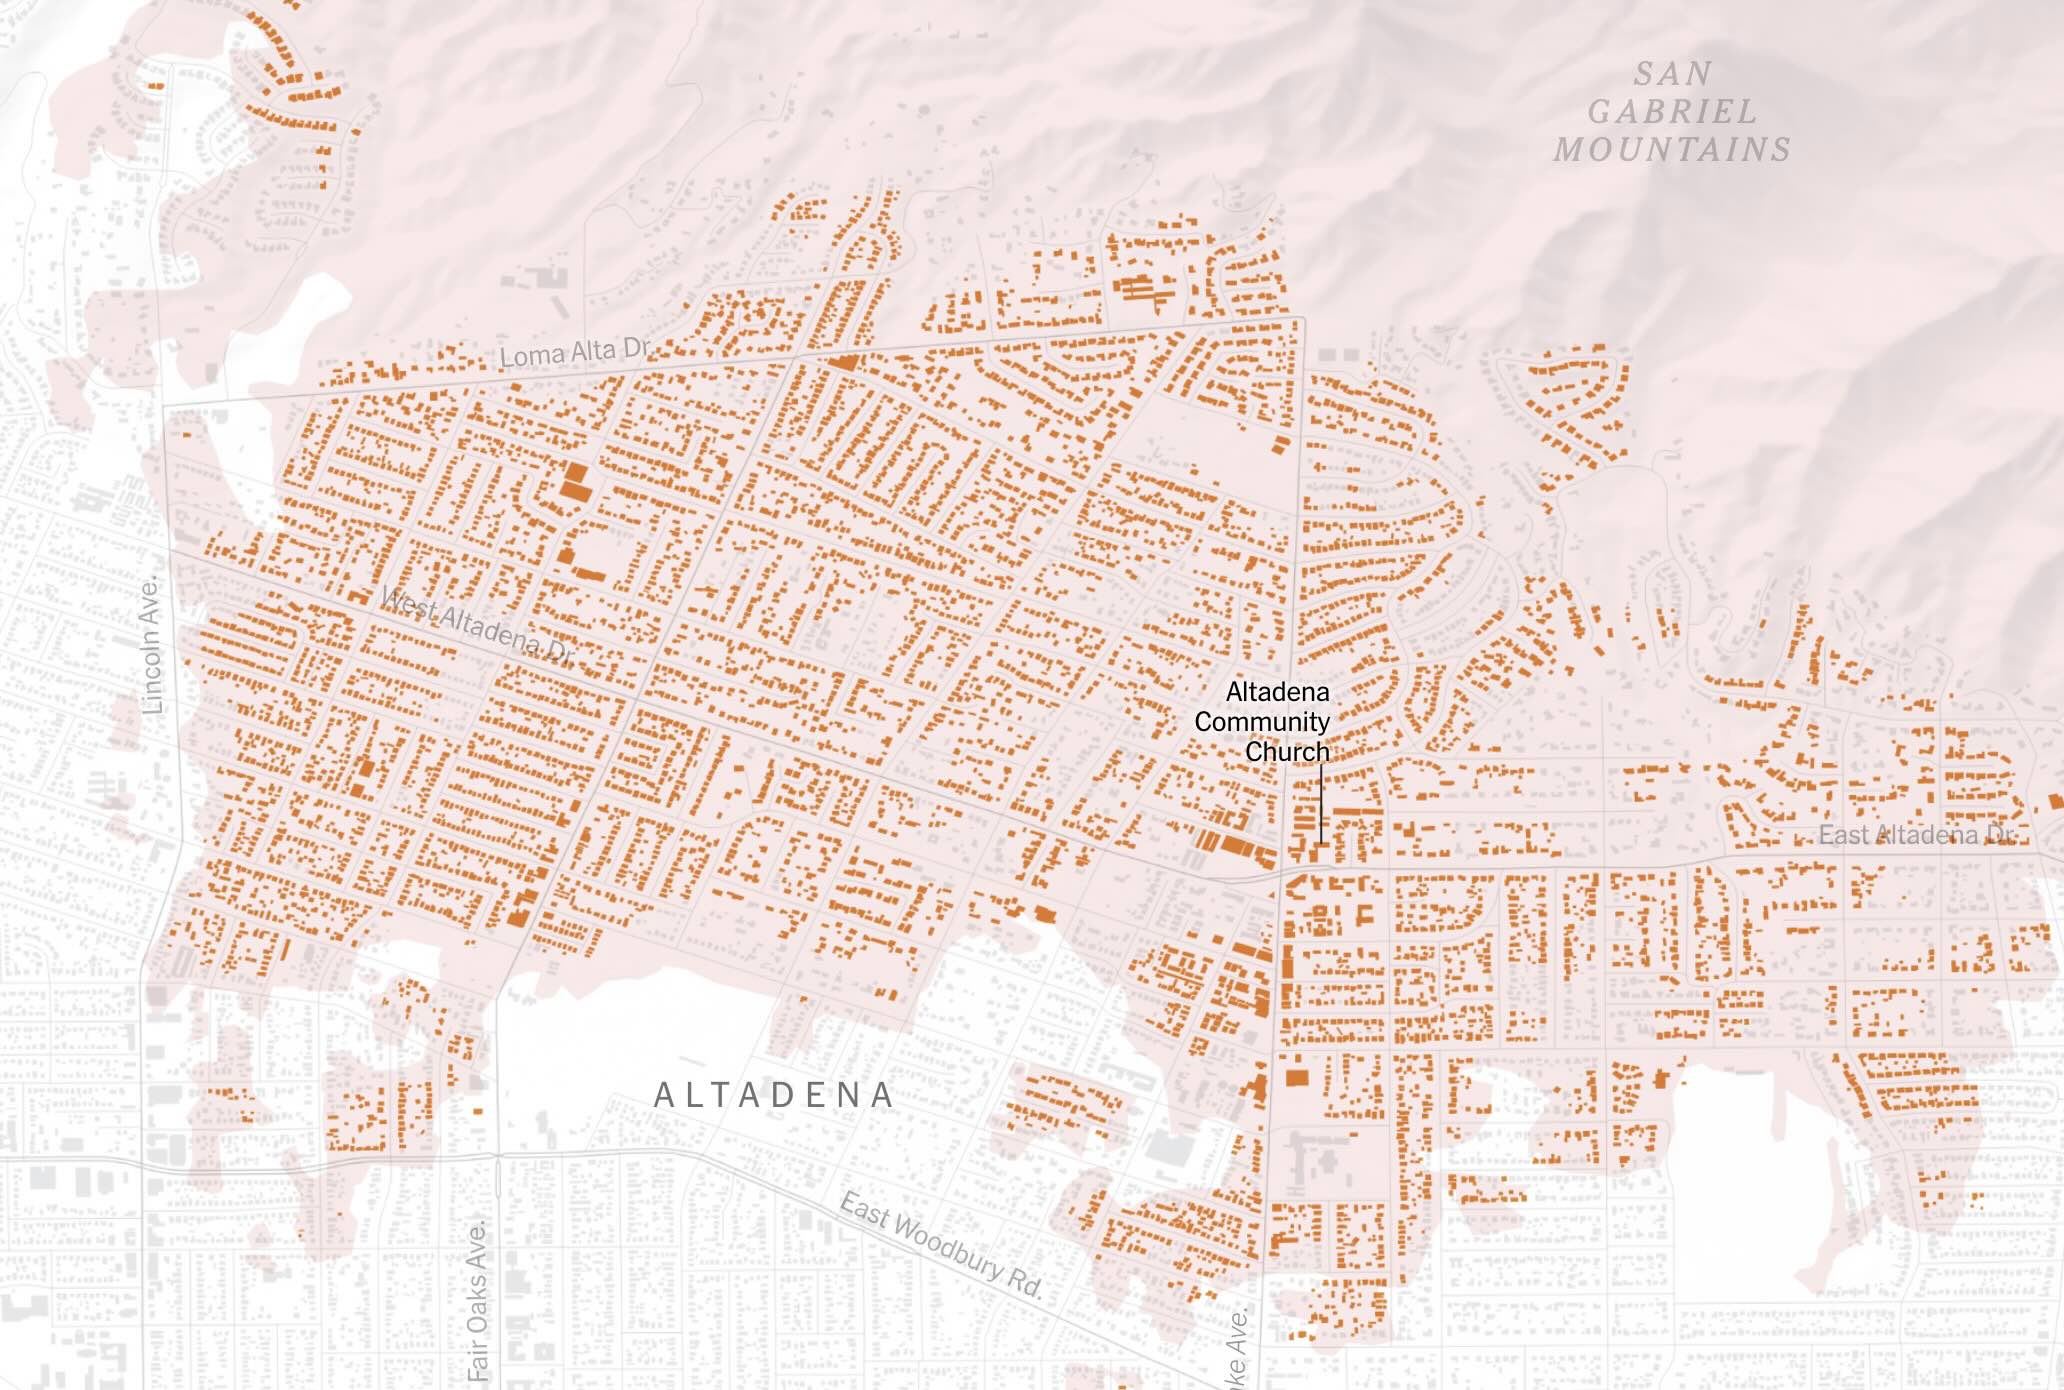 SAN
GABRIEL
MOUNTAINS
Loma Alta Dr.
West Altadena Dr.
Lincoln Ave.
Altadena
Community
Church
East Altadena Dr.
ALTADENA
East Woodbury Rd.
Fair Oaks Ave.
ke Ave.